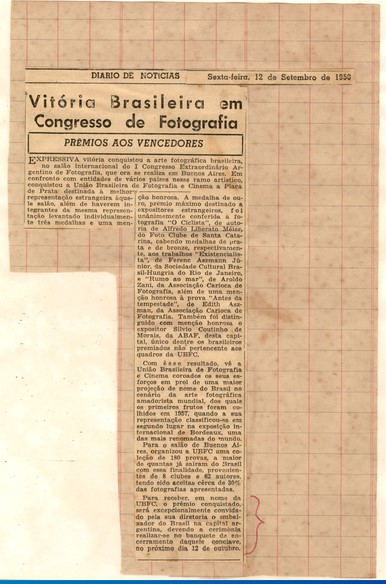 DIARIO DE NOTICIAS Sexta-feira, 12 de Setembro de 1958
Vitória Brasileira em
Congresso de Fotografia
PRÊMIOS AOS VENCEDORES
EXPRESSIVA vitória conquistou a arte fotográfica brasileira,
no salão internacional do I Congresso Extraordinário Ar-
gentino de Fotografia, que ora se realiza em Buenos Aires. Em
confronto com entidades de vários países nesse ramo artístico,
conquistou a União Brasileira de Fotografia e Cinema a Placa
de Prata destinada à melhor
representação estrangeira àque-
le salão, além de haverem in-
tegrantes da mesma represen-
tação levantado individualmen-
te três medalhas e uma men-
ção honrosa. A medalha de ou-
ro, prêmio máximo destinado a
expositores estrangeiros, foi
unânimemente conferida à foto-
grafia "O Ciclista", de auto-
ria de Alfredo Liberato Méier,
do Foto Clube de Santa Cata-
rina, cabendo medalhas de pra-
ta e de bronze, respectivamen-
te, aos trabalhos "Existencialis-
ta", de Ferenc Aszmann Jú-
nior, da Sociedade Cultural Bra-
sil-Hungria do Rio de Janeiro,
e "Rumo ao mar", de Aroldo
Zani, da Associação Carioca de
Fotografia, além de uma men-
ção honrosa à prova "Antes da
tempestade", de Edith Asz-
mann, da Associação Carioca de
Fotografia. Também foi distin-
guido com menção honrosa o
expositor Silvio Coutinho de
Morais, da ABAF, desta capi-
tal, único dentre os brasileiros
premiados não pertencente aos
quadros da UBFC.
Com êsse resultado, vê a
União Brasileira de Fotografia
e Cinema coroados os seus es-
forços em prol de uma maior
projeção de nome do Brasil no
cenário da arte fotográfica
amadorista mundial, dos quais
os primeiros frutos foram co-
lhidos em 1957, quando a sua
representação classificou-se em
segundo lugar na exposição in-
ternacional de Bordeaux, uma
das mais renomadas do mundo.
Para o salão de Buenos Ai-
res, organizou a UBFC uma co-
leção de 180 provas, a maior
de quantas já saíram do Brasil
com essa finalidade, provenien-
tes de 8 clubes e 62 autores,
tendo sido aceitas cêrca de 30%
das fotografias apresentadas.
Para receber, em nome da
UBFC, o prêmio conquistado,
será excepcionalmente convi-
dado pela sua diretoria o embai-
xador do Brasil na capital ar-
gentina, devendo a cerimônia
realizar-se no banquete de en-
cerramento daquele conclave,
no próximo dia 12 de outubro.